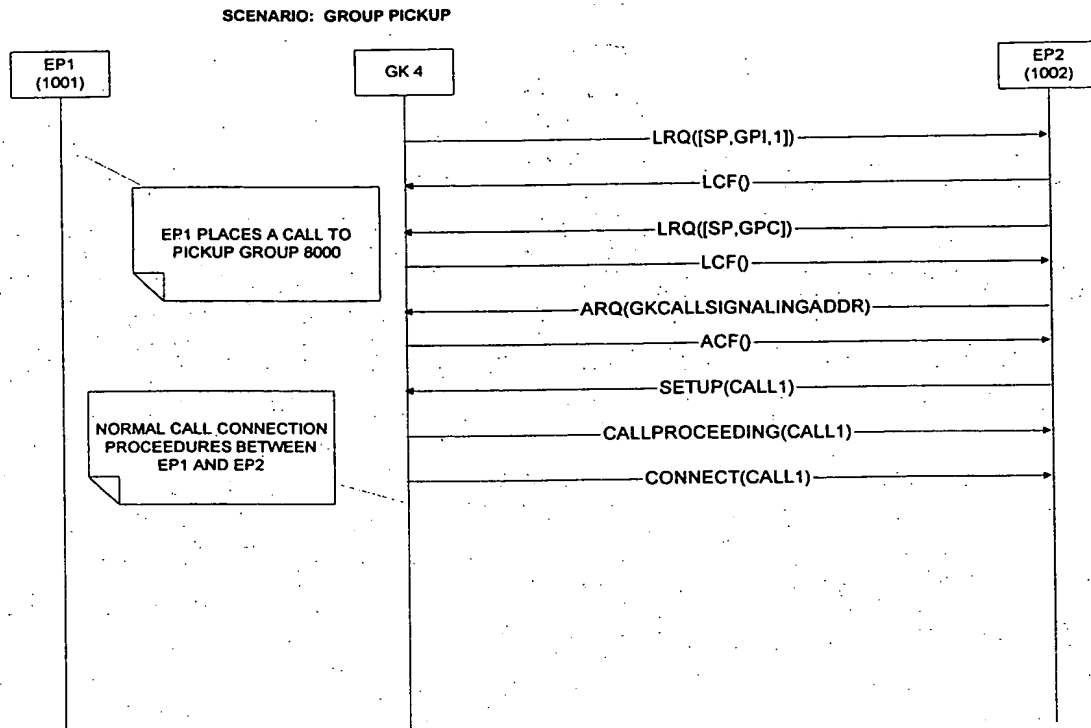 SCENARIO: GROUP PICKUP
EP1
(1001)
GK 4
EP2
(1002)
LRQ([SP,GPI,1])
LCF()
EP1 PLACES A CALL TO
PICKUP GROUP 8000
LRQ([SP,GPC])
LCF()
ARQ(GKCALLSIGNALINGADDR)
ACF()
SETUP(CALL1)
NORMAL CALL CONNECTION
PROCEEDURES BETWEEN
EP1 AND EP2
CALLPROCEEDING(CALL1)
CONNECT(CALL1)